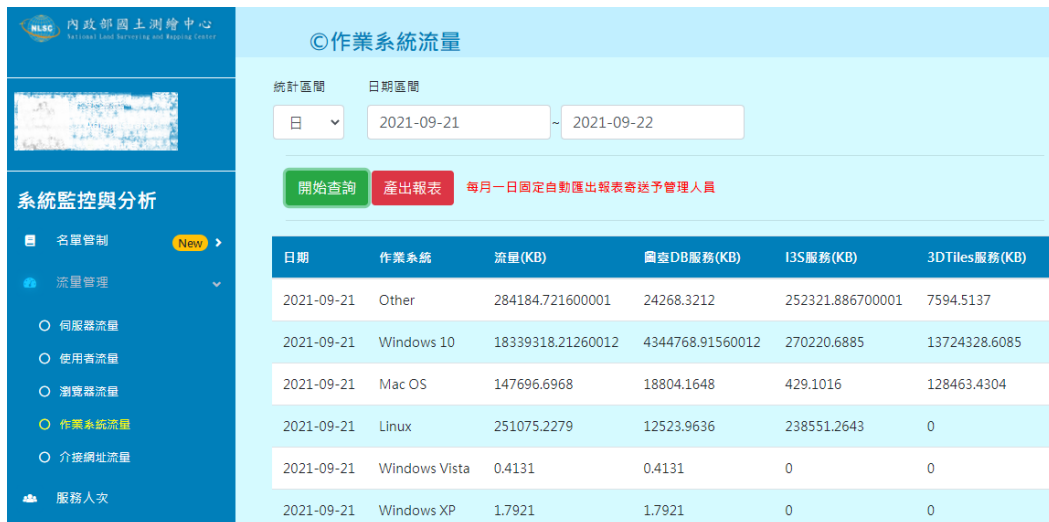 NLSC 內政部國土測繪中心
National Land Surveying and Mapping Center
系統監控與分析
名單管制 New
流量管理
伺服器流量
使用者流量
瀏覽器流量
作業系統流量
介接網址流量
服務人次
©作業系統流量
統計區間 日期區間
日 2021-09-21 ~ 2021-09-22
開始查詢 產出報表 每月一日固定自動匯出報表寄送予管理人員
日期 作業系統 流量(KB) 圖臺DB服務(KB) I3S服務(KB) 3DTiles服務(KB)
2021-09-21 Other 284184.721600001 24268.3212 252321.886700001 7594.5137
2021-09-21 Windows 10 18339318.21260012 4344768.91560012 270220.6885 13724328.6085
2021-09-21 Mac OS 147696.6968 18804.1648 429.1016 128463.4304
2021-09-21 Linux 251075.2279 12523.9636 238551.2643 0
2021-09-21 Windows Vista 0.4131 0.4131 0 0
2021-09-21 Windows XP 1.7921 1.7921 0 0